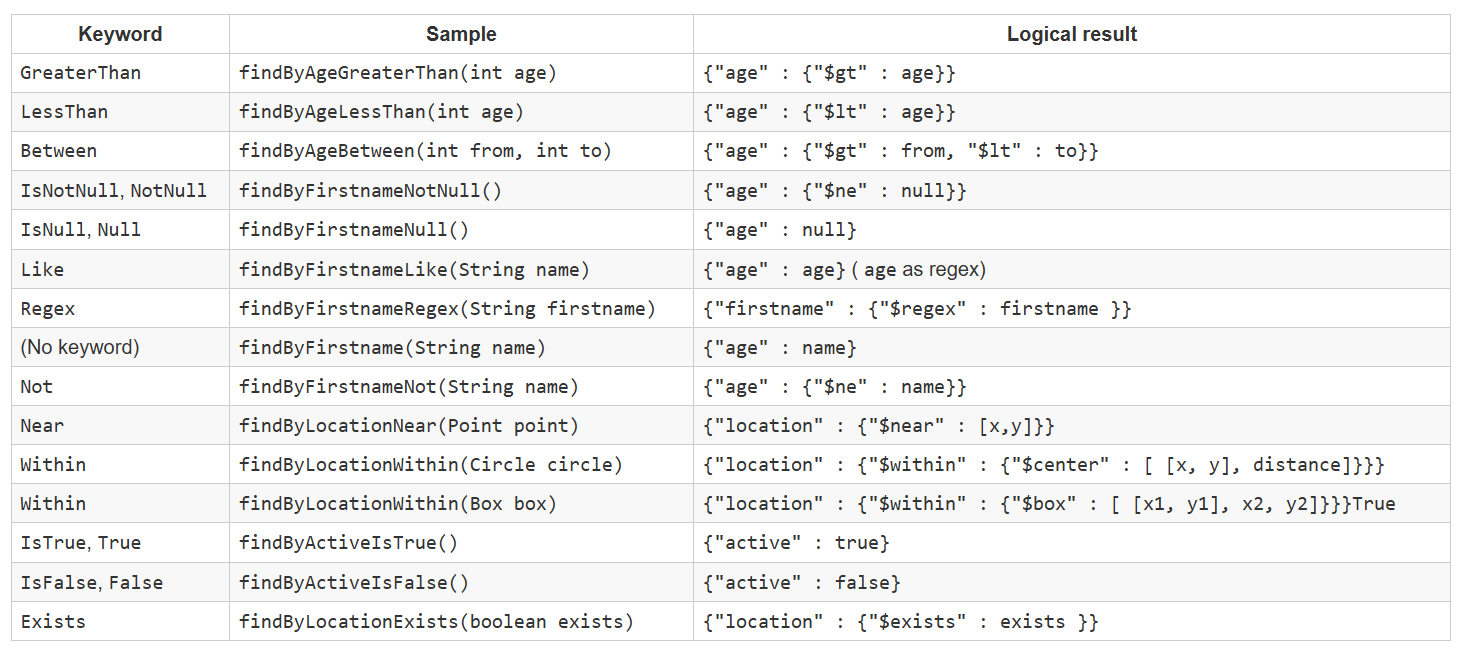 Keyword Sample Logical result
GreaterThan findByAgeGreaterThan(int age) {"age" : {"$gt" : age}}
LessThan findByAgeLessThan(int age) {"age" : {"$lt" : age}}
Between findByAgeBetween(int from, int to) {"age" : {"$gt" : from, "$lt" : to}}
IsNotNull, NotNull findByFirstnameNotNull() {"age" : {"$ne" : null}}
IsNull, Null findByFirstnameNull() {"age" : null}
Like findByFirstnameLike(String name) {"age" : age} ( age as regex)
Regex findByFirstnameRegex(String firstname) {"firstname" : {"$regex" : firstname }}
(No keyword) findByFirstname(String name) {"age" : name}
Not findByFirstnameNot(String name) {"age" : {"$ne" : name}}
Near findByLocationNear(Point point) {"location" : {"$near" : [x,y]}}
Within findByLocationWithin(Circle circle) {"location" : {"$within" : {"$center" : [ [x, y], distance]}}}
Within findByLocationWithin(Box box) {"location" : {"$within" : {"$box" : [ [x1, y1], x2, y2]}}}True
IsTrue, True findByActiveIsTrue() {"active" : true}
IsFalse, False findByActiveIsFalse() {"active" : false}
Exists findByLocationExists(boolean exists) {"location" : {"$exists" : exists }}